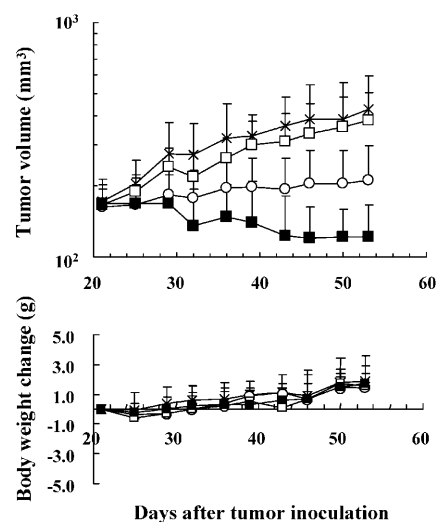 Tumor volume (mm³)
10³
10²
20 30 40 50 60
Body weight change (g)
5.0
3.0
1.0
-1.0
-3.0
-5.0
20 30 40 50 60
Days after tumor inoculation